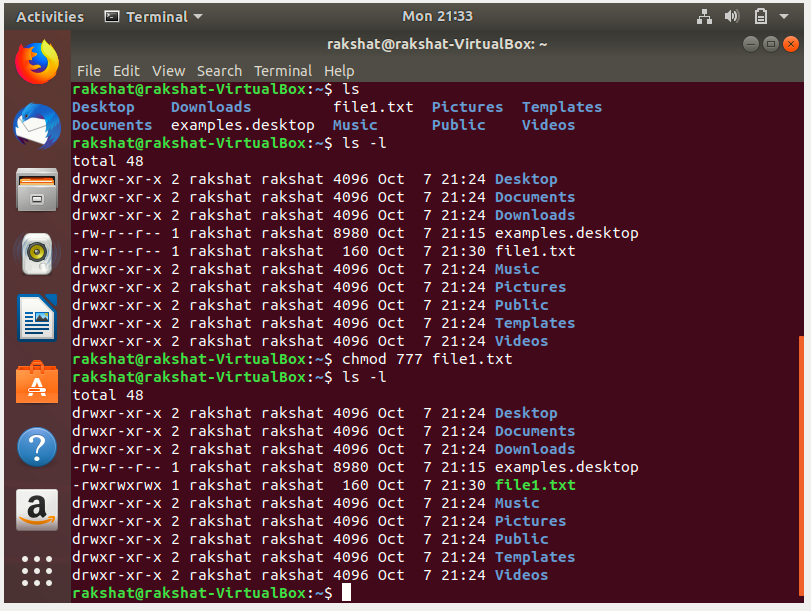 Activities Terminal Mon 21:33
rakshat@rakshat-VirtualBox: ~
File Edit View Search Terminal Help
rakshat@rakshat-VirtualBox:~$ ls
Desktop    Downloads         file1.txt  Pictures  Templates
Documents  examples.desktop  Music      Public    Videos
rakshat@rakshat-VirtualBox:~$ ls -l
total 48
drwxr-xr-x 2 rakshat rakshat 4096 Oct  7 21:24 Desktop
drwxr-xr-x 2 rakshat rakshat 4096 Oct  7 21:24 Documents
drwxr-xr-x 2 rakshat rakshat 4096 Oct  7 21:24 Downloads
-rw-r--r-- 1 rakshat rakshat 8980 Oct  7 21:15 examples.desktop
-rw-r--r-- 1 rakshat rakshat  160 Oct  7 21:30 file1.txt
drwxr-xr-x 2 rakshat rakshat 4096 Oct  7 21:24 Music
drwxr-xr-x 2 rakshat rakshat 4096 Oct  7 21:24 Pictures
drwxr-xr-x 2 rakshat rakshat 4096 Oct  7 21:24 Public
drwxr-xr-x 2 rakshat rakshat 4096 Oct  7 21:24 Templates
drwxr-xr-x 2 rakshat rakshat 4096 Oct  7 21:24 Videos
rakshat@rakshat-VirtualBox:~$ chmod 777 file1.txt
rakshat@rakshat-VirtualBox:~$ ls -l
total 48
drwxr-xr-x 2 rakshat rakshat 4096 Oct  7 21:24 Desktop
drwxr-xr-x 2 rakshat rakshat 4096 Oct  7 21:24 Documents
drwxr-xr-x 2 rakshat rakshat 4096 Oct  7 21:24 Downloads
-rw-r--r-- 1 rakshat rakshat 8980 Oct  7 21:15 examples.desktop
-rwxrwxrwx 1 rakshat rakshat  160 Oct  7 21:30 file1.txt
drwxr-xr-x 2 rakshat rakshat 4096 Oct  7 21:24 Music
drwxr-xr-x 2 rakshat rakshat 4096 Oct  7 21:24 Pictures
drwxr-xr-x 2 rakshat rakshat 4096 Oct  7 21:24 Public
drwxr-xr-x 2 rakshat rakshat 4096 Oct  7 21:24 Templates
drwxr-xr-x 2 rakshat rakshat 4096 Oct  7 21:24 Videos
rakshat@rakshat-VirtualBox:~$